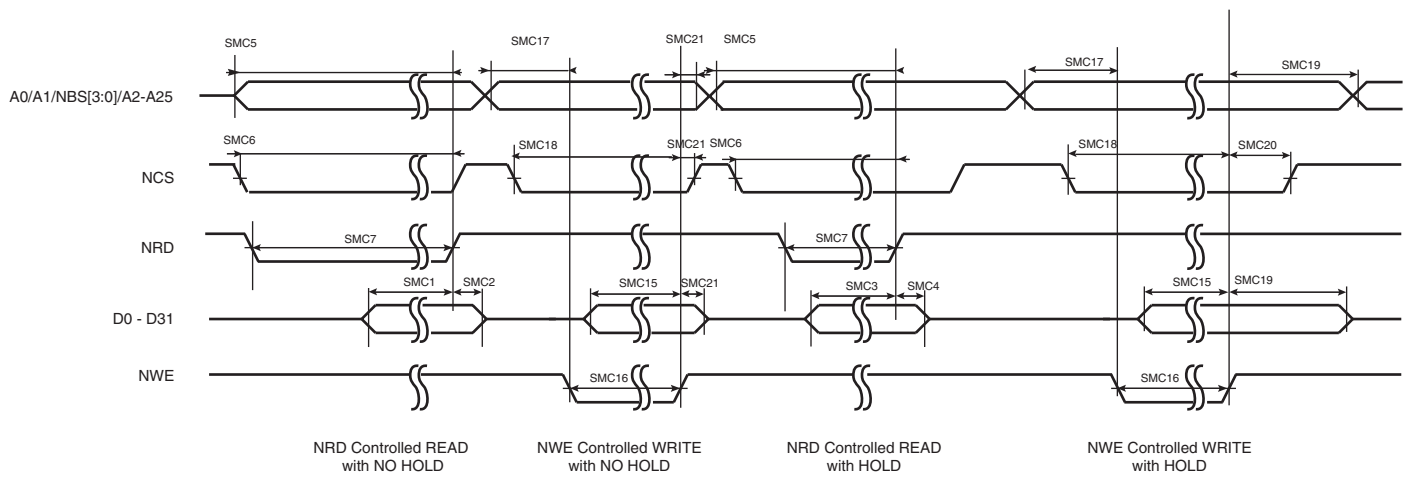 SMC5 SMC17 SMC21 SMC5 SMC17 SMC19
A0/A1/NBS[3:0]/A2-A25
SMC6 SMC18 SMC21 SMC6 SMC18 SMC20
NCS
NRD SMC7 SMC7
SMC1 SMC2 SMC15 SMC21 SMC3 SMC4 SMC15 SMC19
D0 - D31
NWE SMC16 SMC16
NRD Controlled READ
with NO HOLD
NWE Controlled WRITE
with NO HOLD
NRD Controlled READ
with HOLD
NWE Controlled WRITE
with HOLD